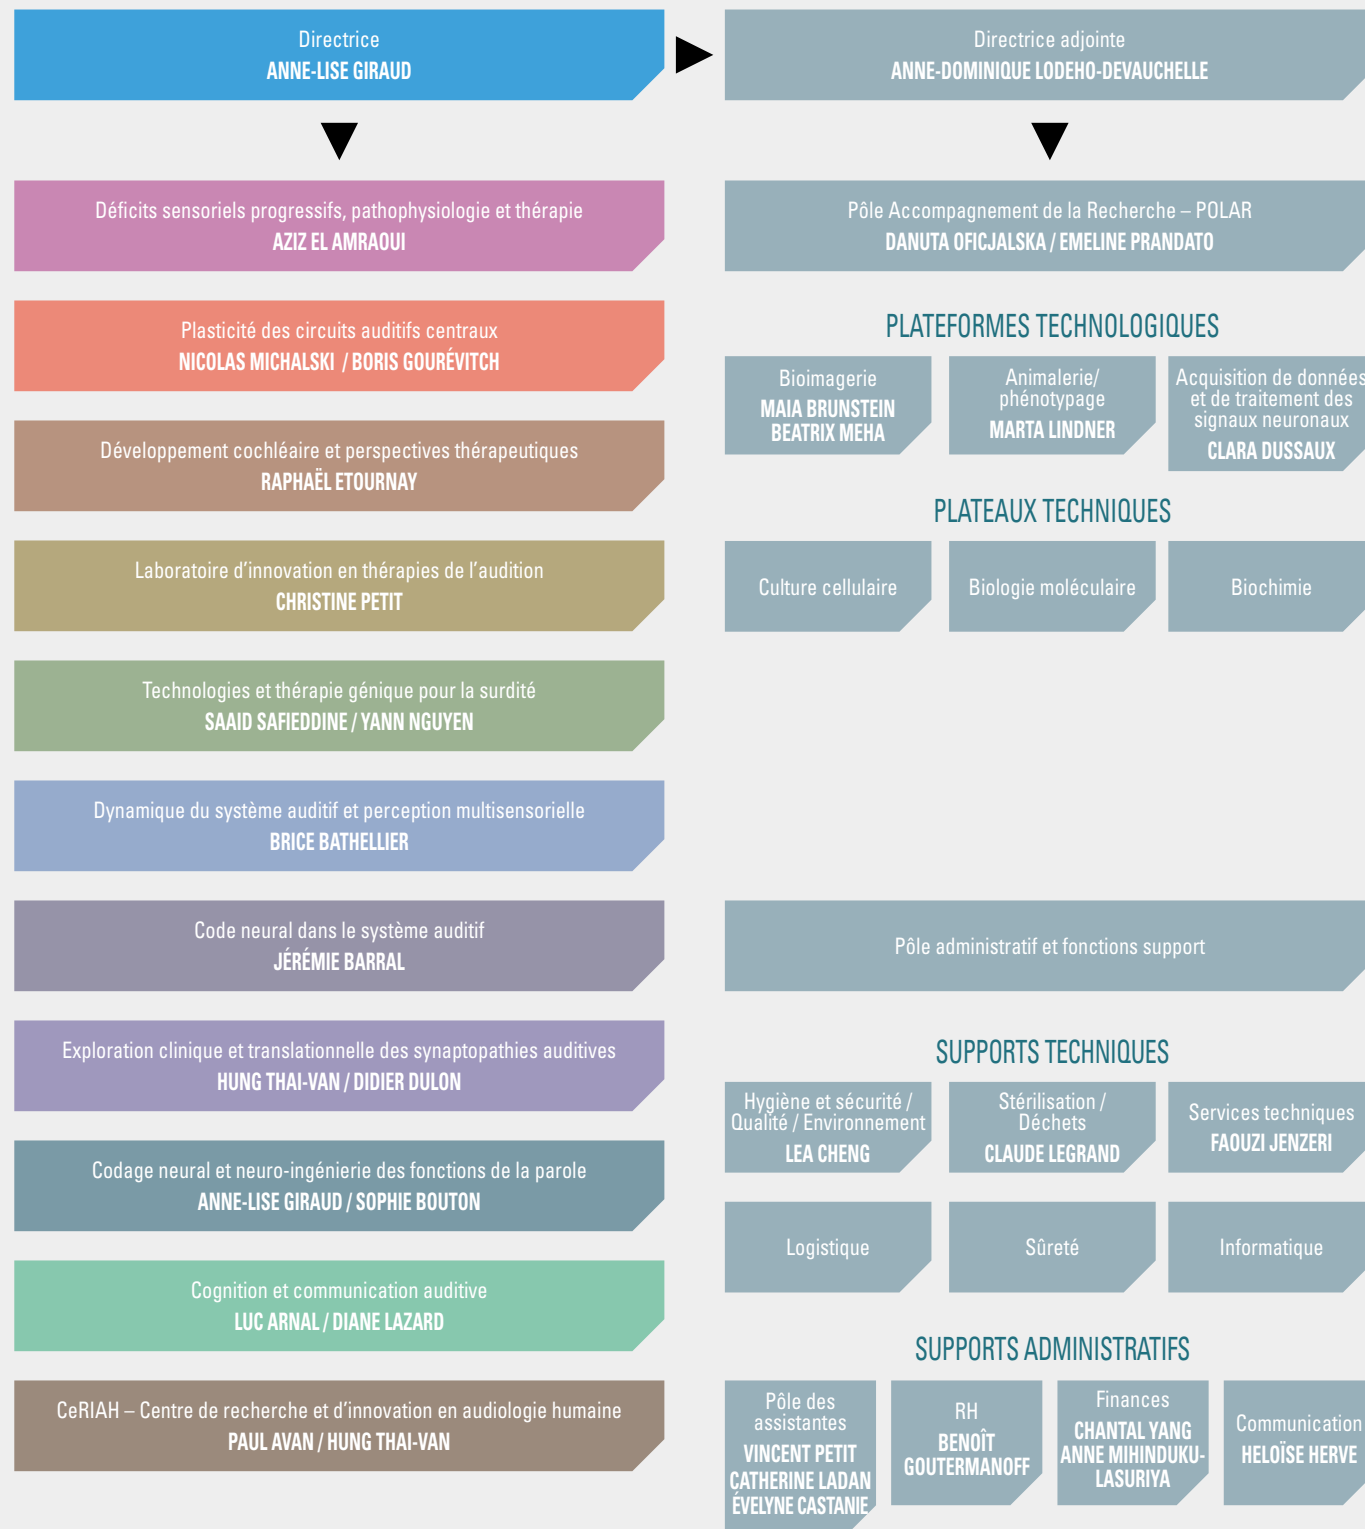 Directrice
ANNE-LISE GIRAUD
Directrice adjointe
ANNE-DOMINIQUE LODEHO-DEVAUCHELLE
Déficits sensoriels progressifs, pathophysiologie et thérapie
AZIZ EL AMRAOUI
Plasticité des circuits auditifs centraux
NICOLAS MICHALSKI / BORIS GOURÉVITCH
Développement cochléaire et perspectives thérapeutiques
RAPHAËL ETOURNAY
Laboratoire d'innovation en thérapies de l'audition
CHRISTINE PETIT
Technologies et thérapie génique pour la surdité
SAAID SAFIEDDINE / YANN NGUYEN
Dynamique du système auditif et perception multisensorielle
BRICE BATHELLIER
Code neural dans le système auditif
JÉRÉMIE BARRAL
Exploration clinique et translationnelle des synaptopathies auditives
HUNG THAI-VAN / DIDIER DULON
Codage neural et neuro-ingénierie des fonctions de la parole
ANNE-LISE GIRAUD / SOPHIE BOUTON
Cognition et communication auditive
LUC ARNAL / DIANE LAZARD
CeRIAH – Centre de recherche et d'innovation en audiologie humaine
PAUL AVAN / HUNG THAI-VAN
Pôle Accompagnement de la Recherche – POLAR
DANUTA OFICJALSKA / EMELINE PRANDATO
PLATEFORMES TECHNOLOGIQUES
Bioimagerie
MAIA BRUNSTEIN
BEATRIX MEHA
Animalerie/
phénotypage
MARTA LINDNER
Acquisition de données
et de traitement des
signaux neuronaux
CLARA DUSSAUX
PLATEAUX TECHNIQUES
Culture cellulaire
Biologie moléculaire
Biochimie
Pôle administratif et fonctions support
SUPPORTS TECHNIQUES
Hygiène et sécurité /
Qualité / Environnement
LEA CHENG
Stérilisation /
Déchets
CLAUDE LEGRAND
Services techniques
FAOUZI JENZERI
Logistique
Sûreté
Informatique
SUPPORTS ADMINISTRATIFS
Pôle des
assistantes
VINCENT PETIT
CATHERINE LADAN
ÉVELYNE CASTANIE
RH
BENOÎT
GOUTERMANOFF
Finances
CHANTAL YANG
ANNE MIHINDUKU-
LASURIYA
Communication
HELOÏSE HERVE